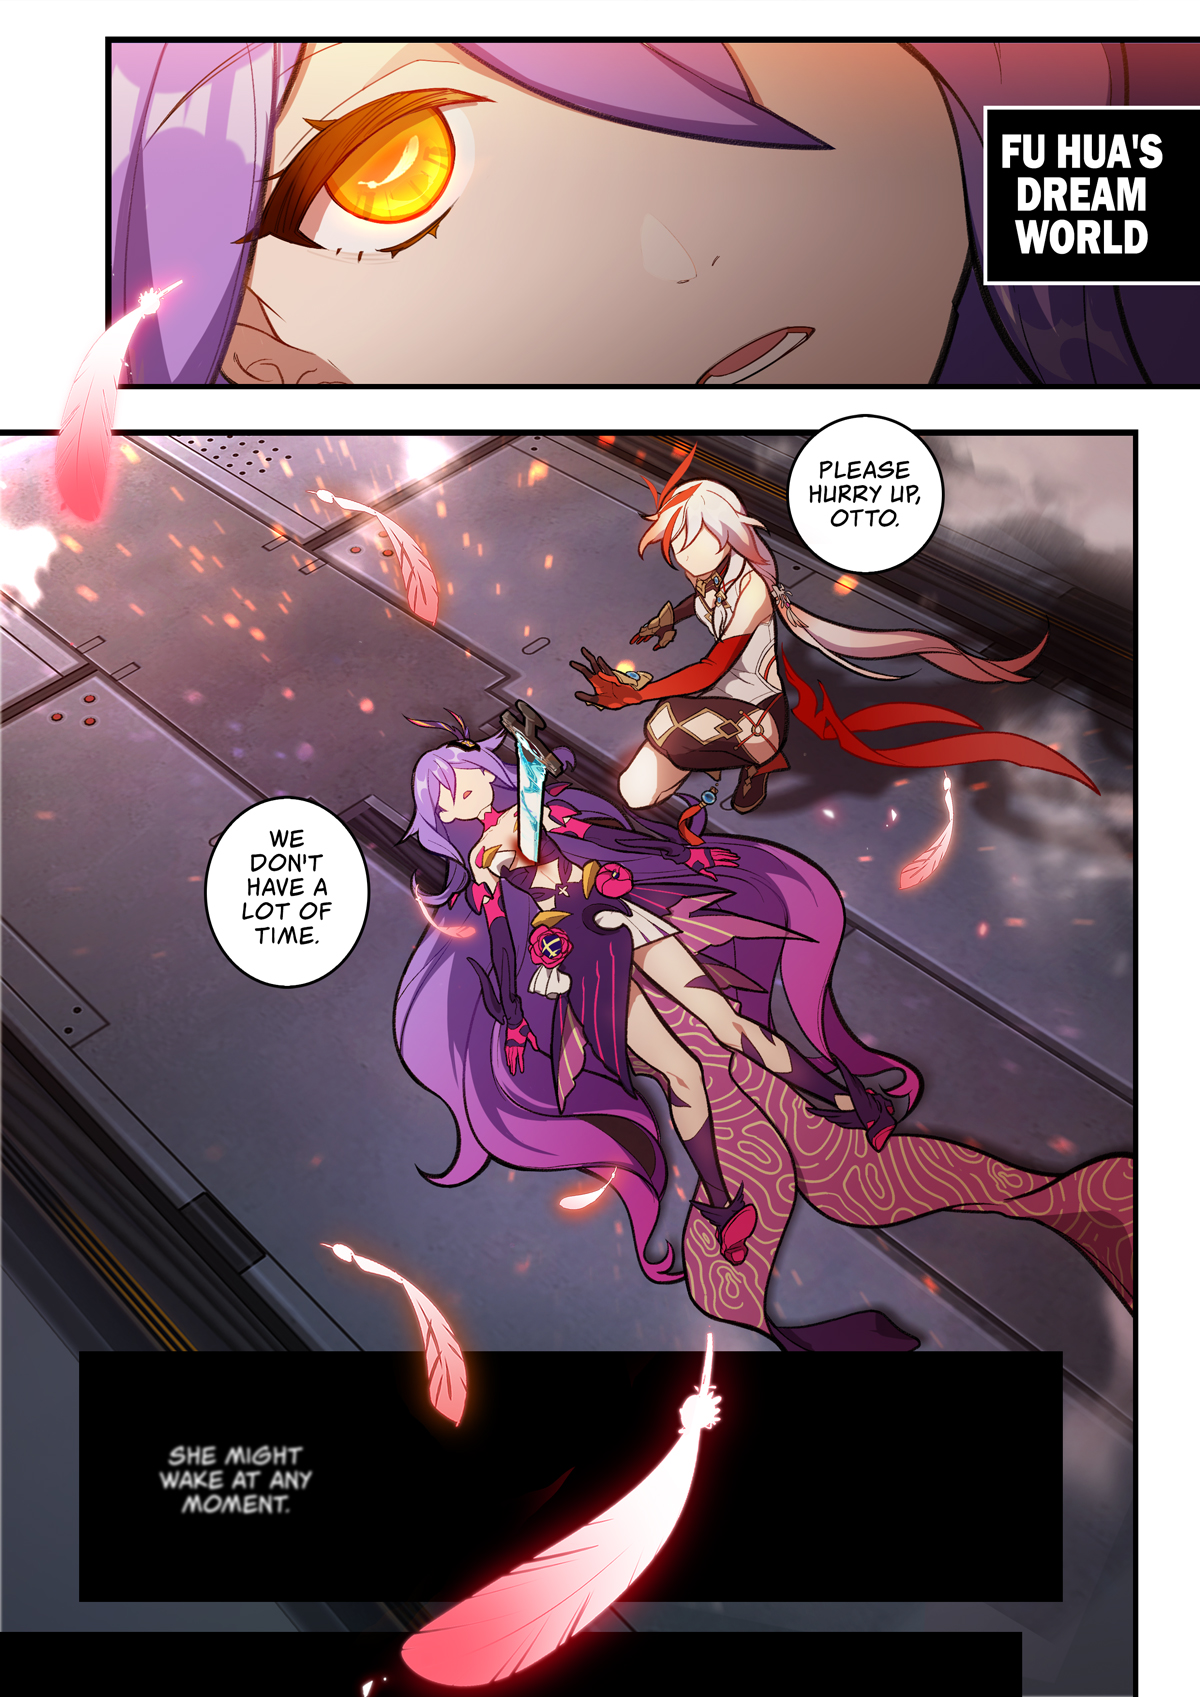 FU HUA'S
DREAM
WORLD
PLEASE
HURRY UP,
OTTO.
WE
DON'T
HAVE A
LOT OF
TIME.
SHE MIGHT
WAKE AT ANY
MOMENT.